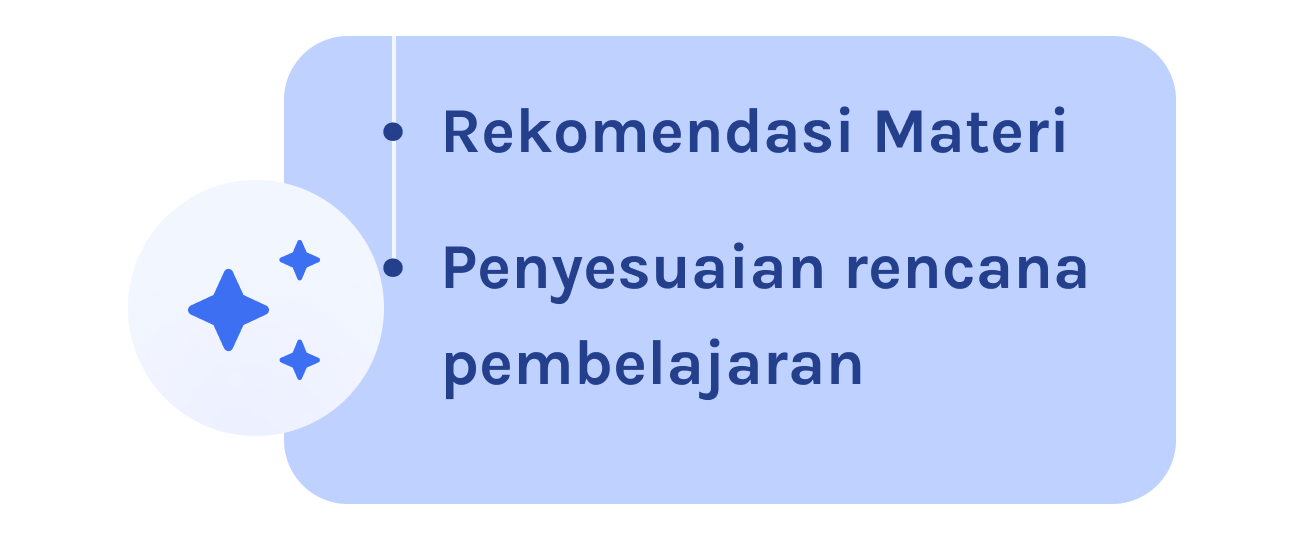 Rekomendasi Materi
Penyesuaian rencana
pembelajaran